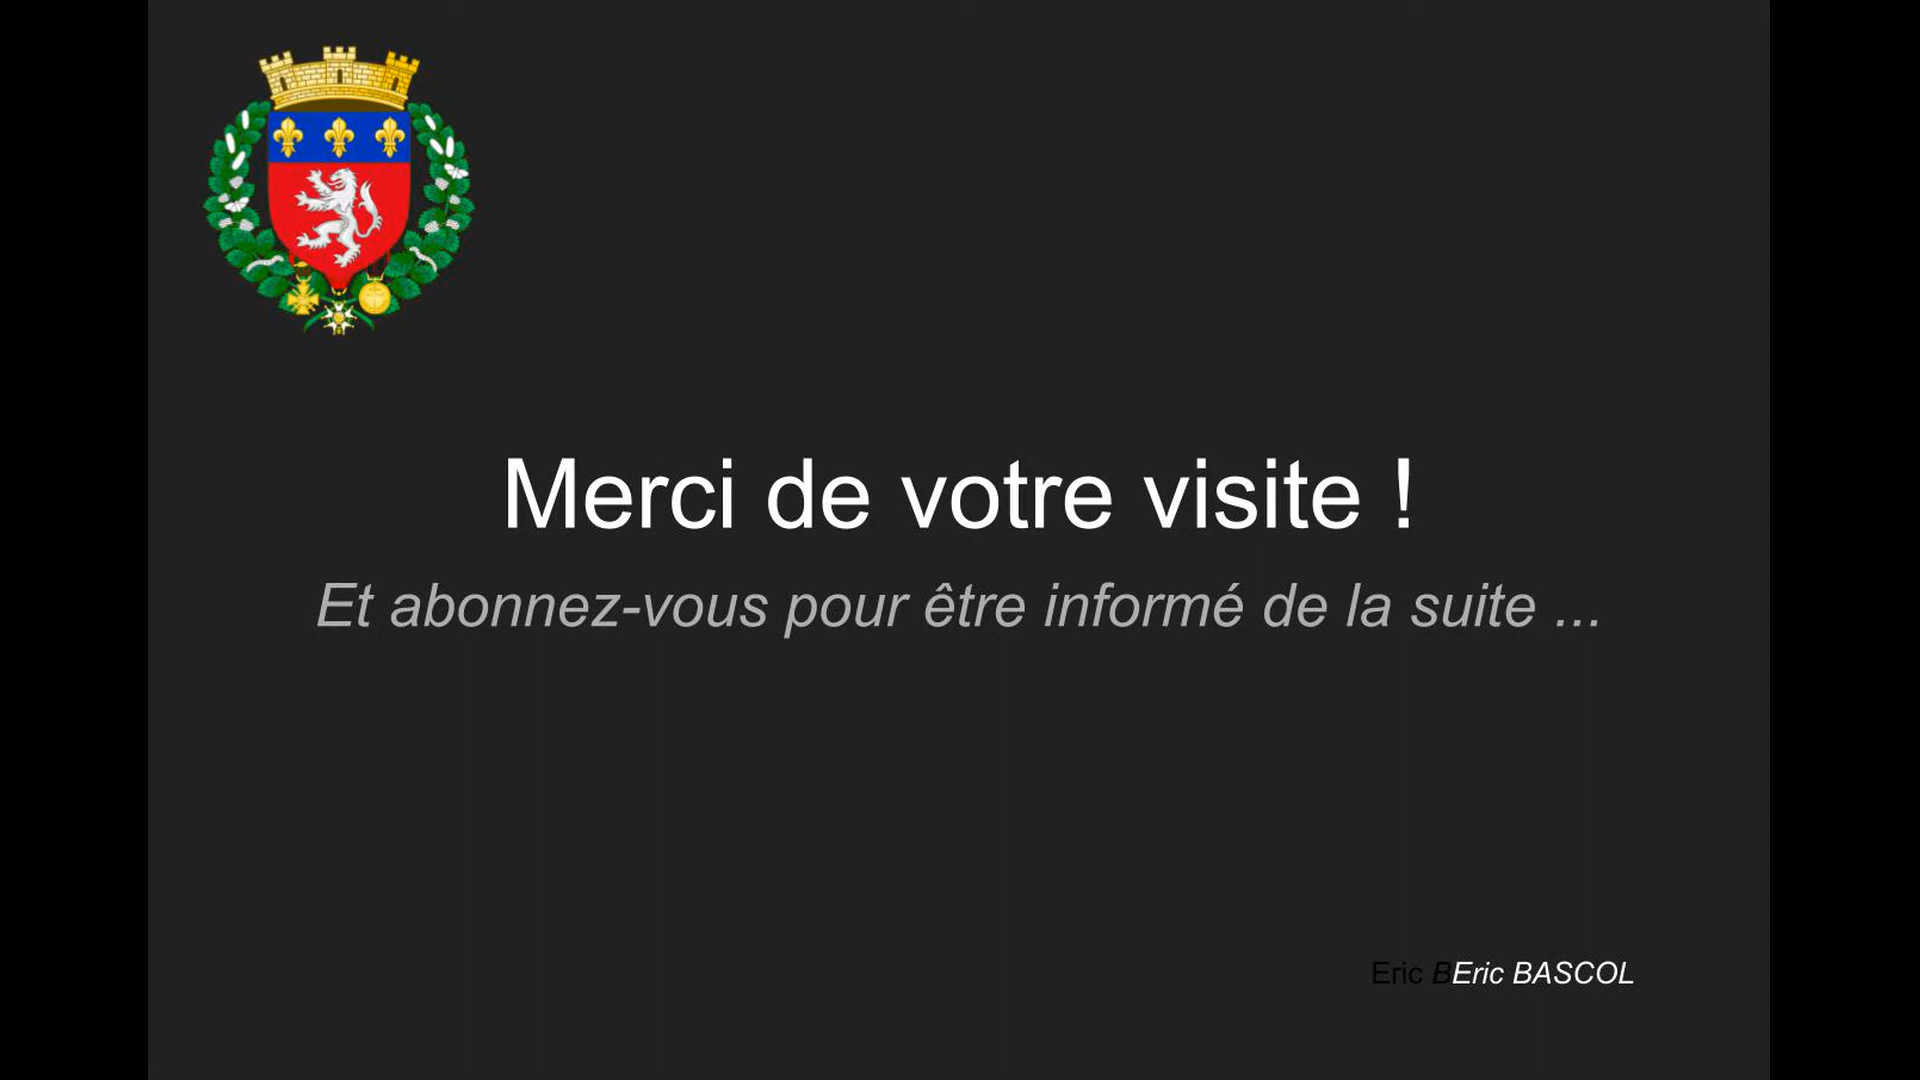 Merci de votre visite !
Et abonnez-vous pour être informé de la suite ...
Eric BEric BASCOL